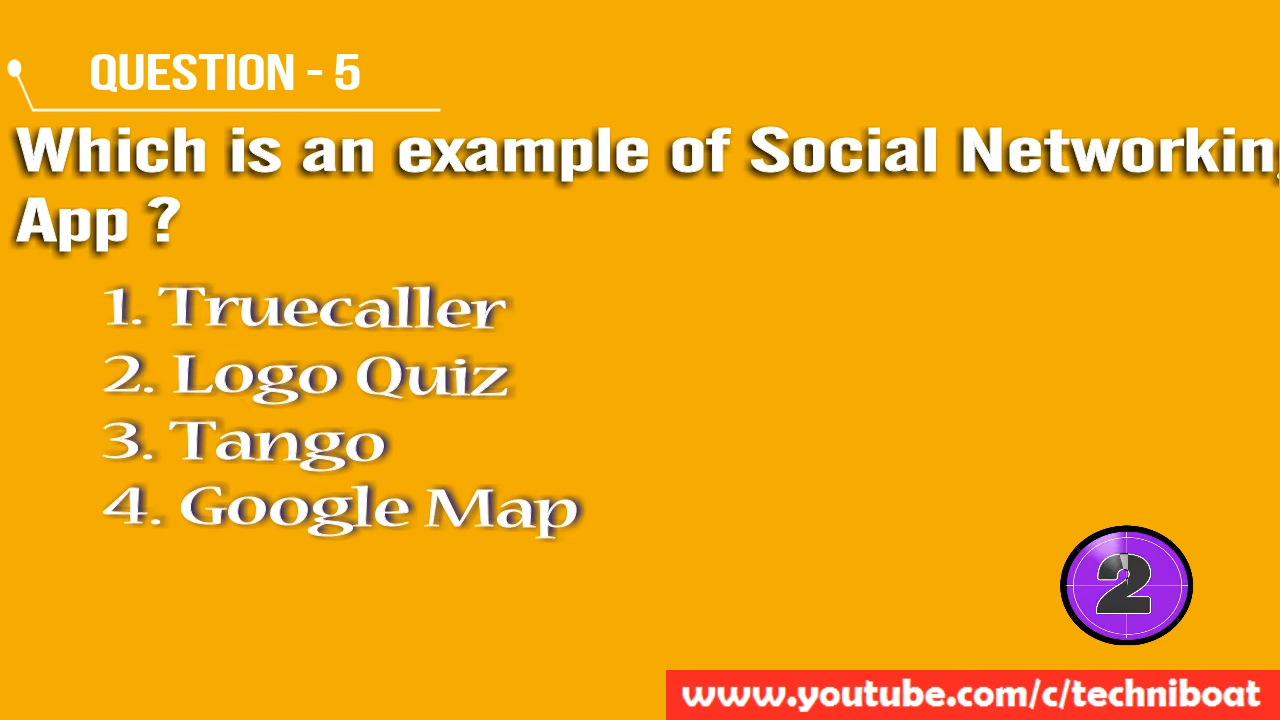 QUESTION - 5
Which is an example of Social Networking
App ?
1. Truecaller
2. Logo Quiz
3. Tango
4. Google Map
2
www.youtube.com/c/techniboat